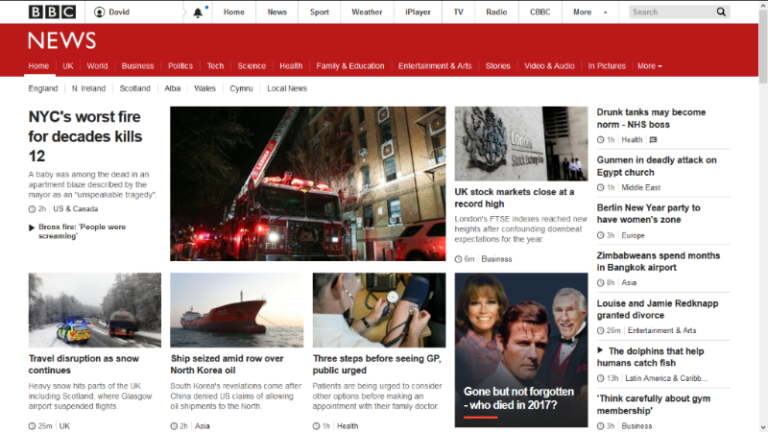 BBC David Home News Sport Weather iPlayer TV Radio CBBC More Search
NEWS
Home UK World Business Politics Tech Science Health Family & Education Entertainment & Arts Stories Video & Audio In Pictures More
England N. Ireland Scotland Alba Wales Cymru Local News
NYC's worst fire
for decades kills
12
A baby was among the dead in an
apartment blaze described by the
mayor as an "unspeakable tragedy"
2h US & Canada
Bronx fire: 'People were
screaming'
London
Stock Exchange
UK stock markets close at a
record high
London's FTSE indexes reached new
heights after confounding downbeat
expectations for the year.
6m Business
Drunk tanks may become
norm - NHS boss
1h Health
Gunmen in deadly attack on
Egypt church
1h Middle East
Berlin New Year party to
have women's zone
3h Europe
Zimbabweans spend months
in Bangkok airport
8h Asia
Louise and Jamie Redknapp
granted divorce
26m Entertainment & Arts
The dolphins that help
humans catch fish
13h Latin America & Caribb...
'Think carefully about gym
membership'
3h Business
Travel disruption as snow
continues
Heavy snow hits parts of the UK
including Scotland, where Glasgow
airport suspended flights.
25m UK
Ship seized amid row over
North Korea oil
South Korea's revelations come after
China denied US claims of allowing
oil shipments to the North.
2h Asia
Three steps before seeing GP,
public urged
Patients are being urged to consider
other options before making an
appointment with their family doctor.
1h Health
Gone but not forgotten
- who died in 2017?